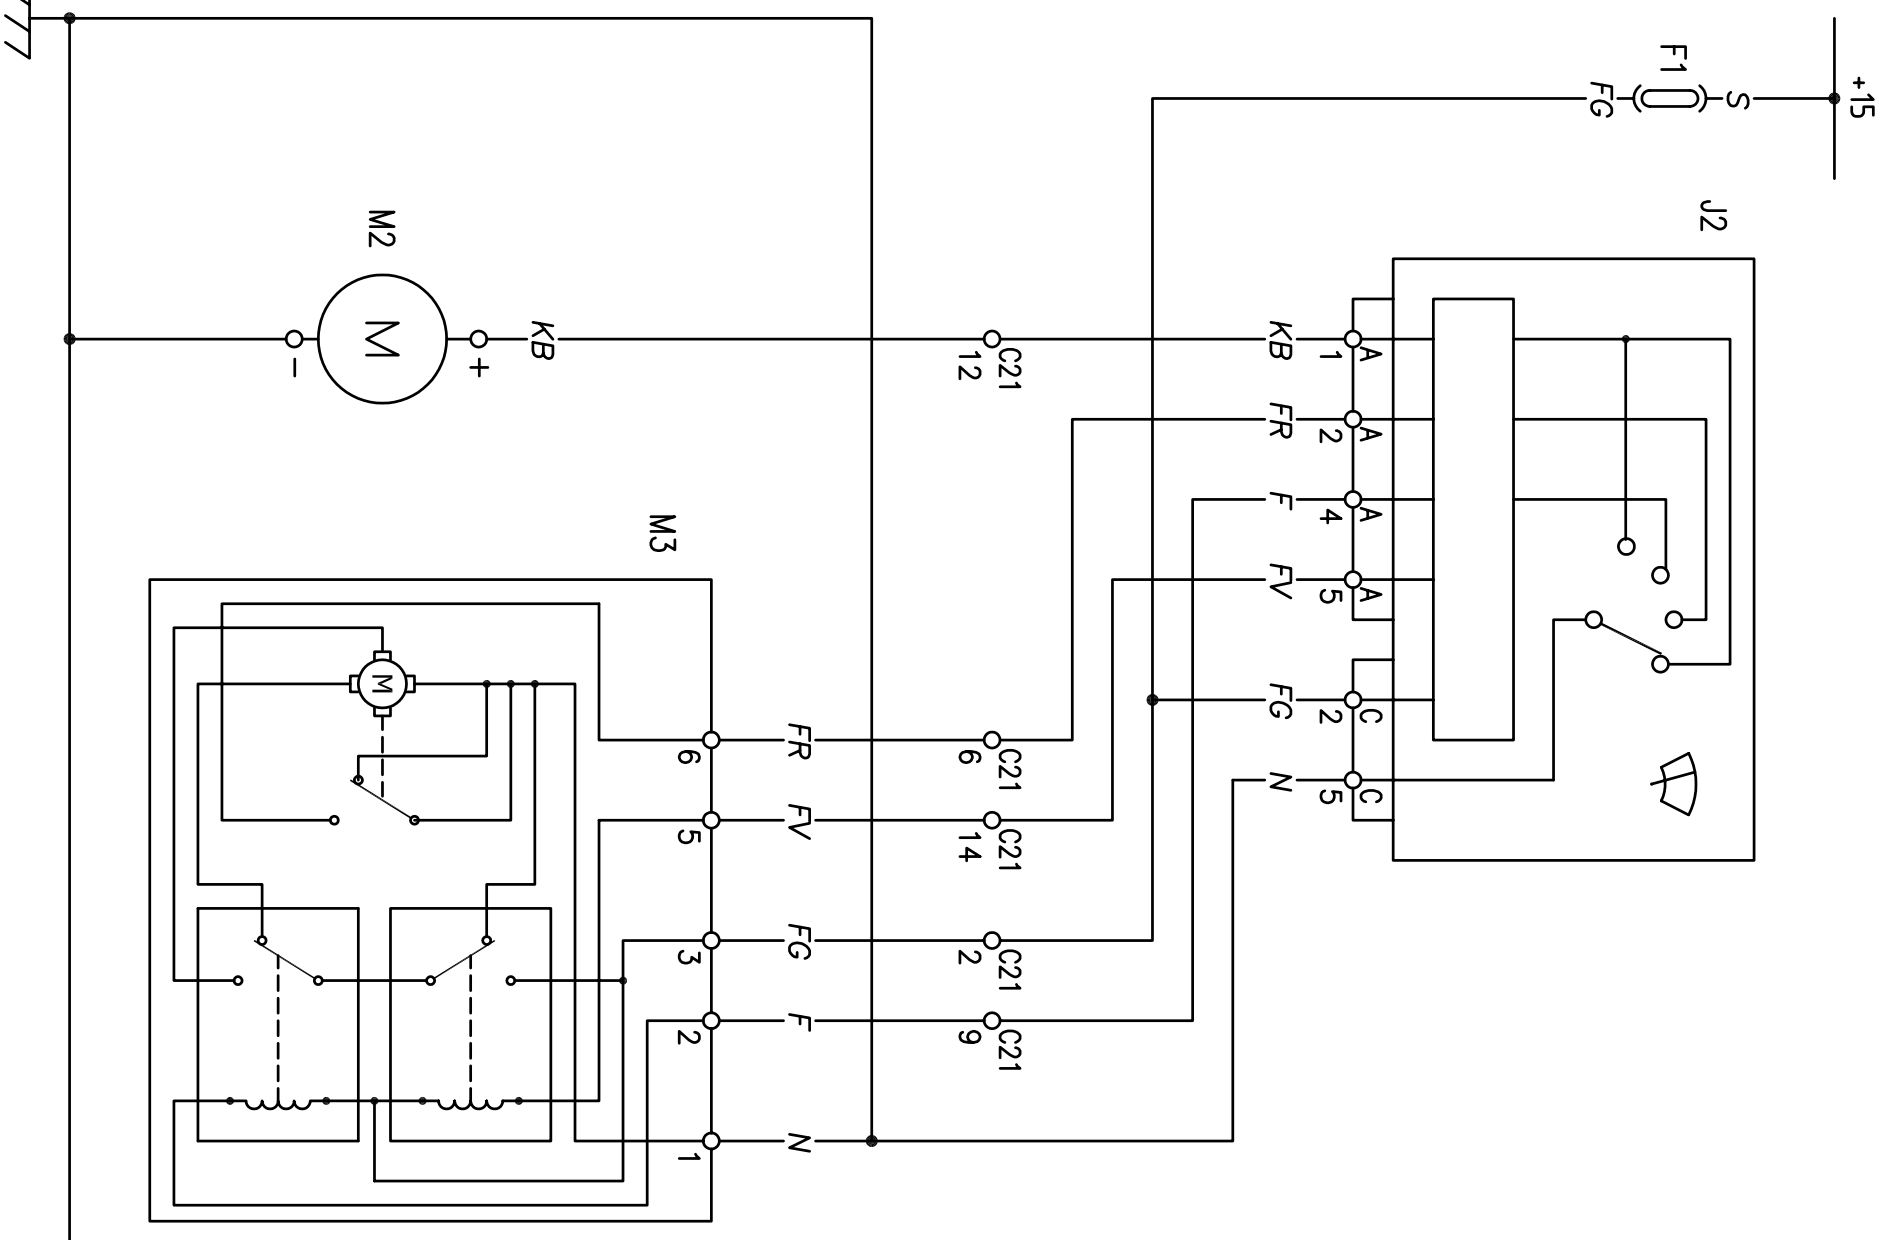 +15
S
J2
F1
FG
A A A A C C
1 2 4 5 2 5
KB FR F FV FG N
C21 C21 C21 C21 C21
12 6 14 2 9
FR FV FG F N
6 5 3 2 1
M3
KB
+
M2
M
M
−